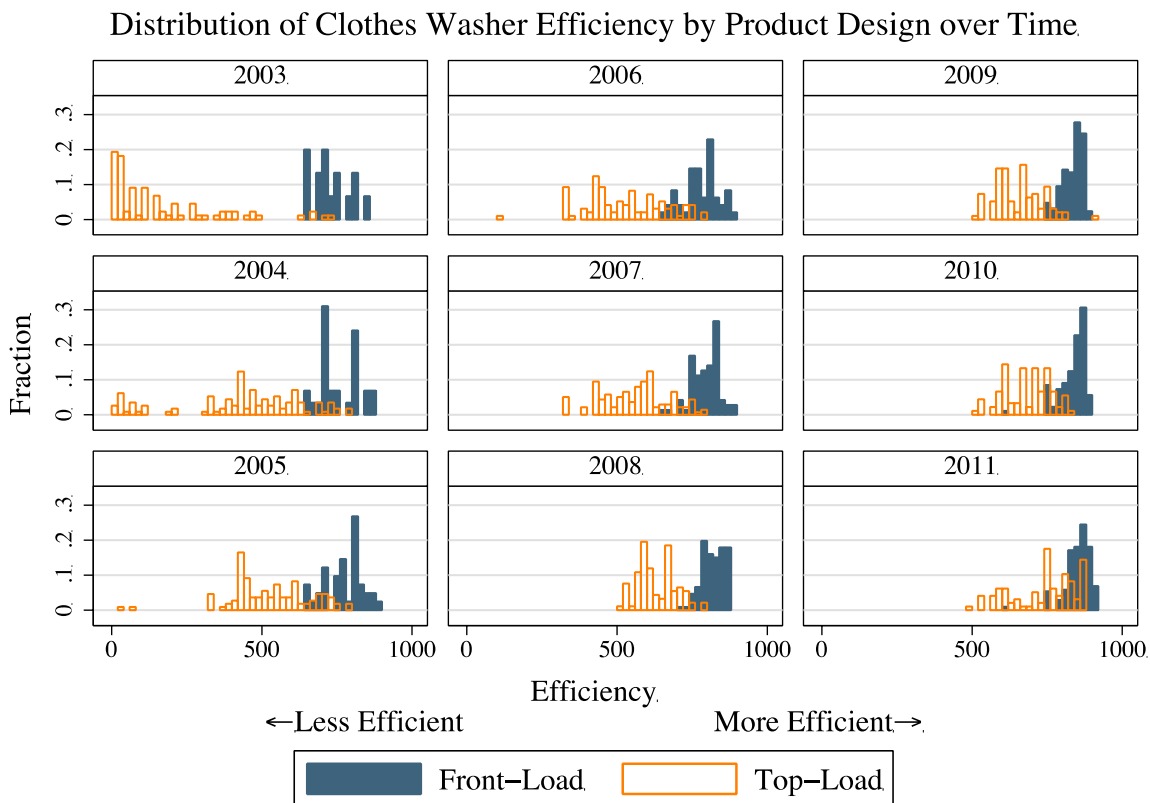 Distribution of Clothes Washer Efficiency by Product Design over Time
2003 2006 2009
.3
.2
.1
0
2004 2007 2010
.3
.2
.1
0
Fraction
2005 2008 2011
.3
.2
.1
0
0 500 1000 0 500 1000 0 500 1000
Efficiency
←Less Efficient More Efficient→
Front−Load Top−Load